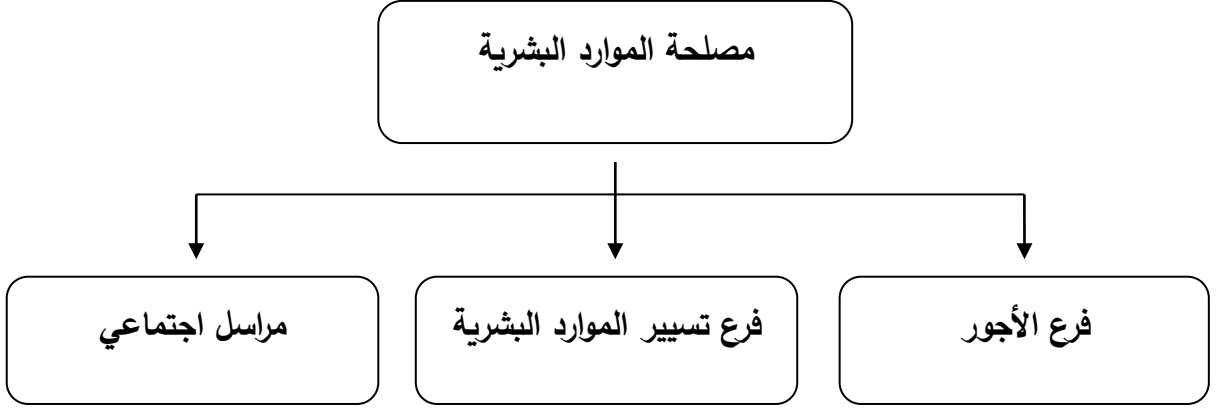 مصلحة الموارد البشرية
فرع الأجور
فرع تسيير الموارد البشرية
مراسل اجتماعي